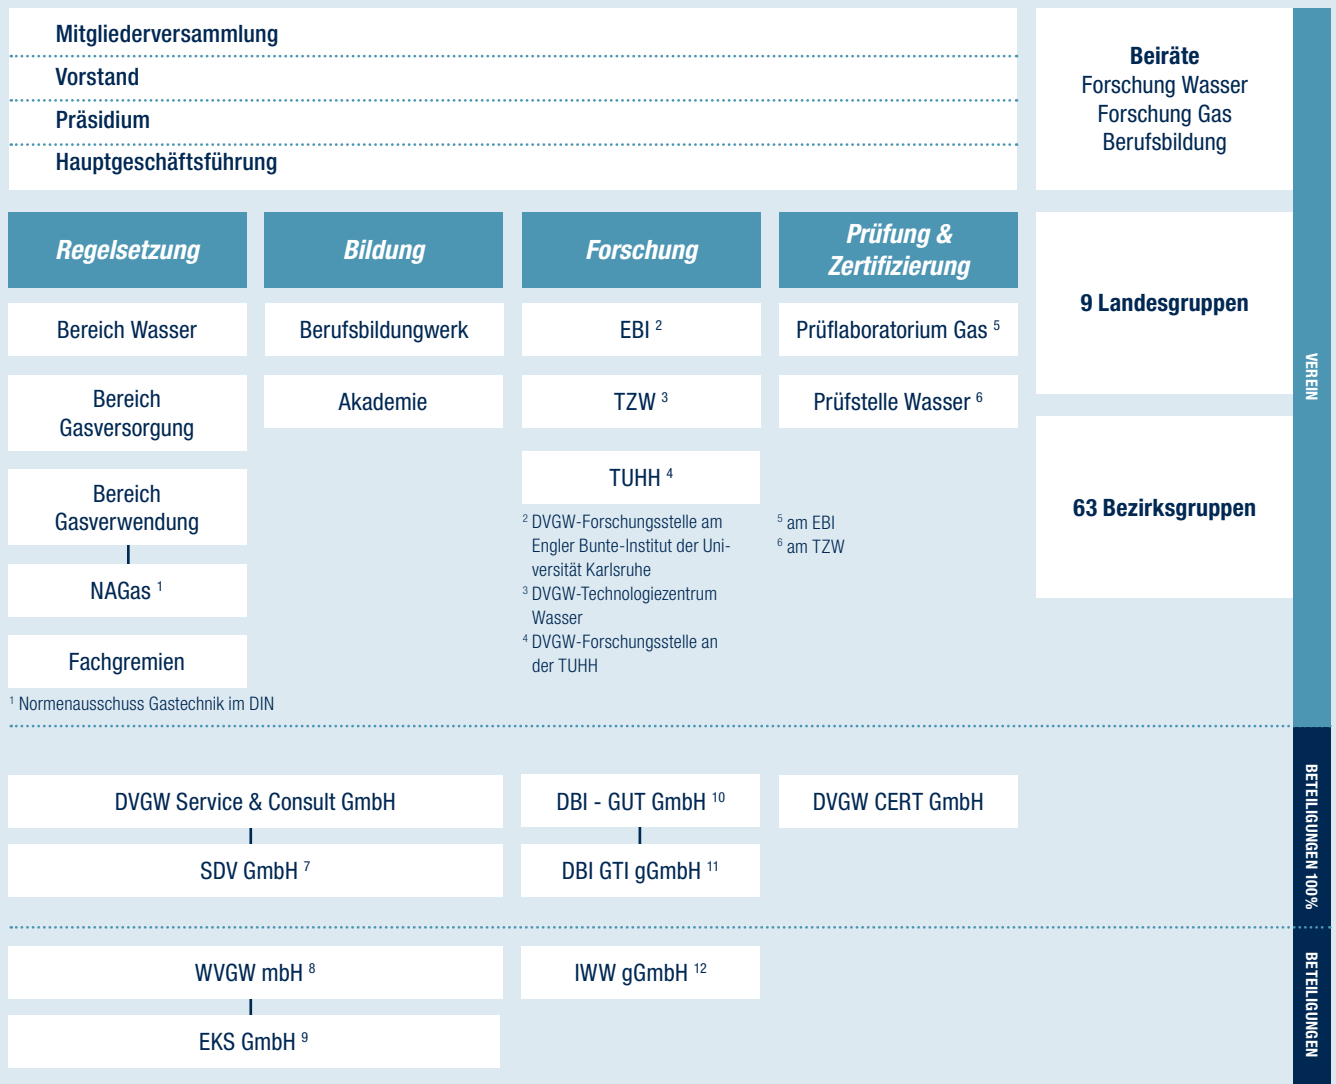 Mitgliederversammlung
Vorstand
Präsidium
Hauptgeschäftsführung
Beiräte
Forschung Wasser
Forschung Gas
Berufsbildung
Regelsetzung
Bereich Wasser
Bereich
Gasversorgung
Bereich
Gasverwendung
NAGas 1
Fachgremien
1 Normenausschuss Gastechnik im DIN
Bildung
Berufsbildungwerk
Akademie
Forschung
EBI 2
TZW 3
TUHH 4
2 DVGW-Forschungsstelle am
Engler Bunte-Institut der Uni-
versität Karlsruhe
3 DVGW-Technologiezentrum
Wasser
4 DVGW-Forschungsstelle an
der TUHH
Prüfung &
Zertifizierung
Prüflaboratorium Gas 5
Prüfstelle Wasser 6
5 am EBI
6 am TZW
9 Landesgruppen
63 Bezirksgruppen
VEREIN
DVGW Service & Consult GmbH
SDV GmbH 7
DBI - GUT GmbH 10
DBI GTI gGmbH 11
DVGW CERT GmbH
BETEILIGUNGEN 100%
WVGW mbH 8
EKS GmbH 9
IWW gGmbH 12
BETEILIGUNGEN